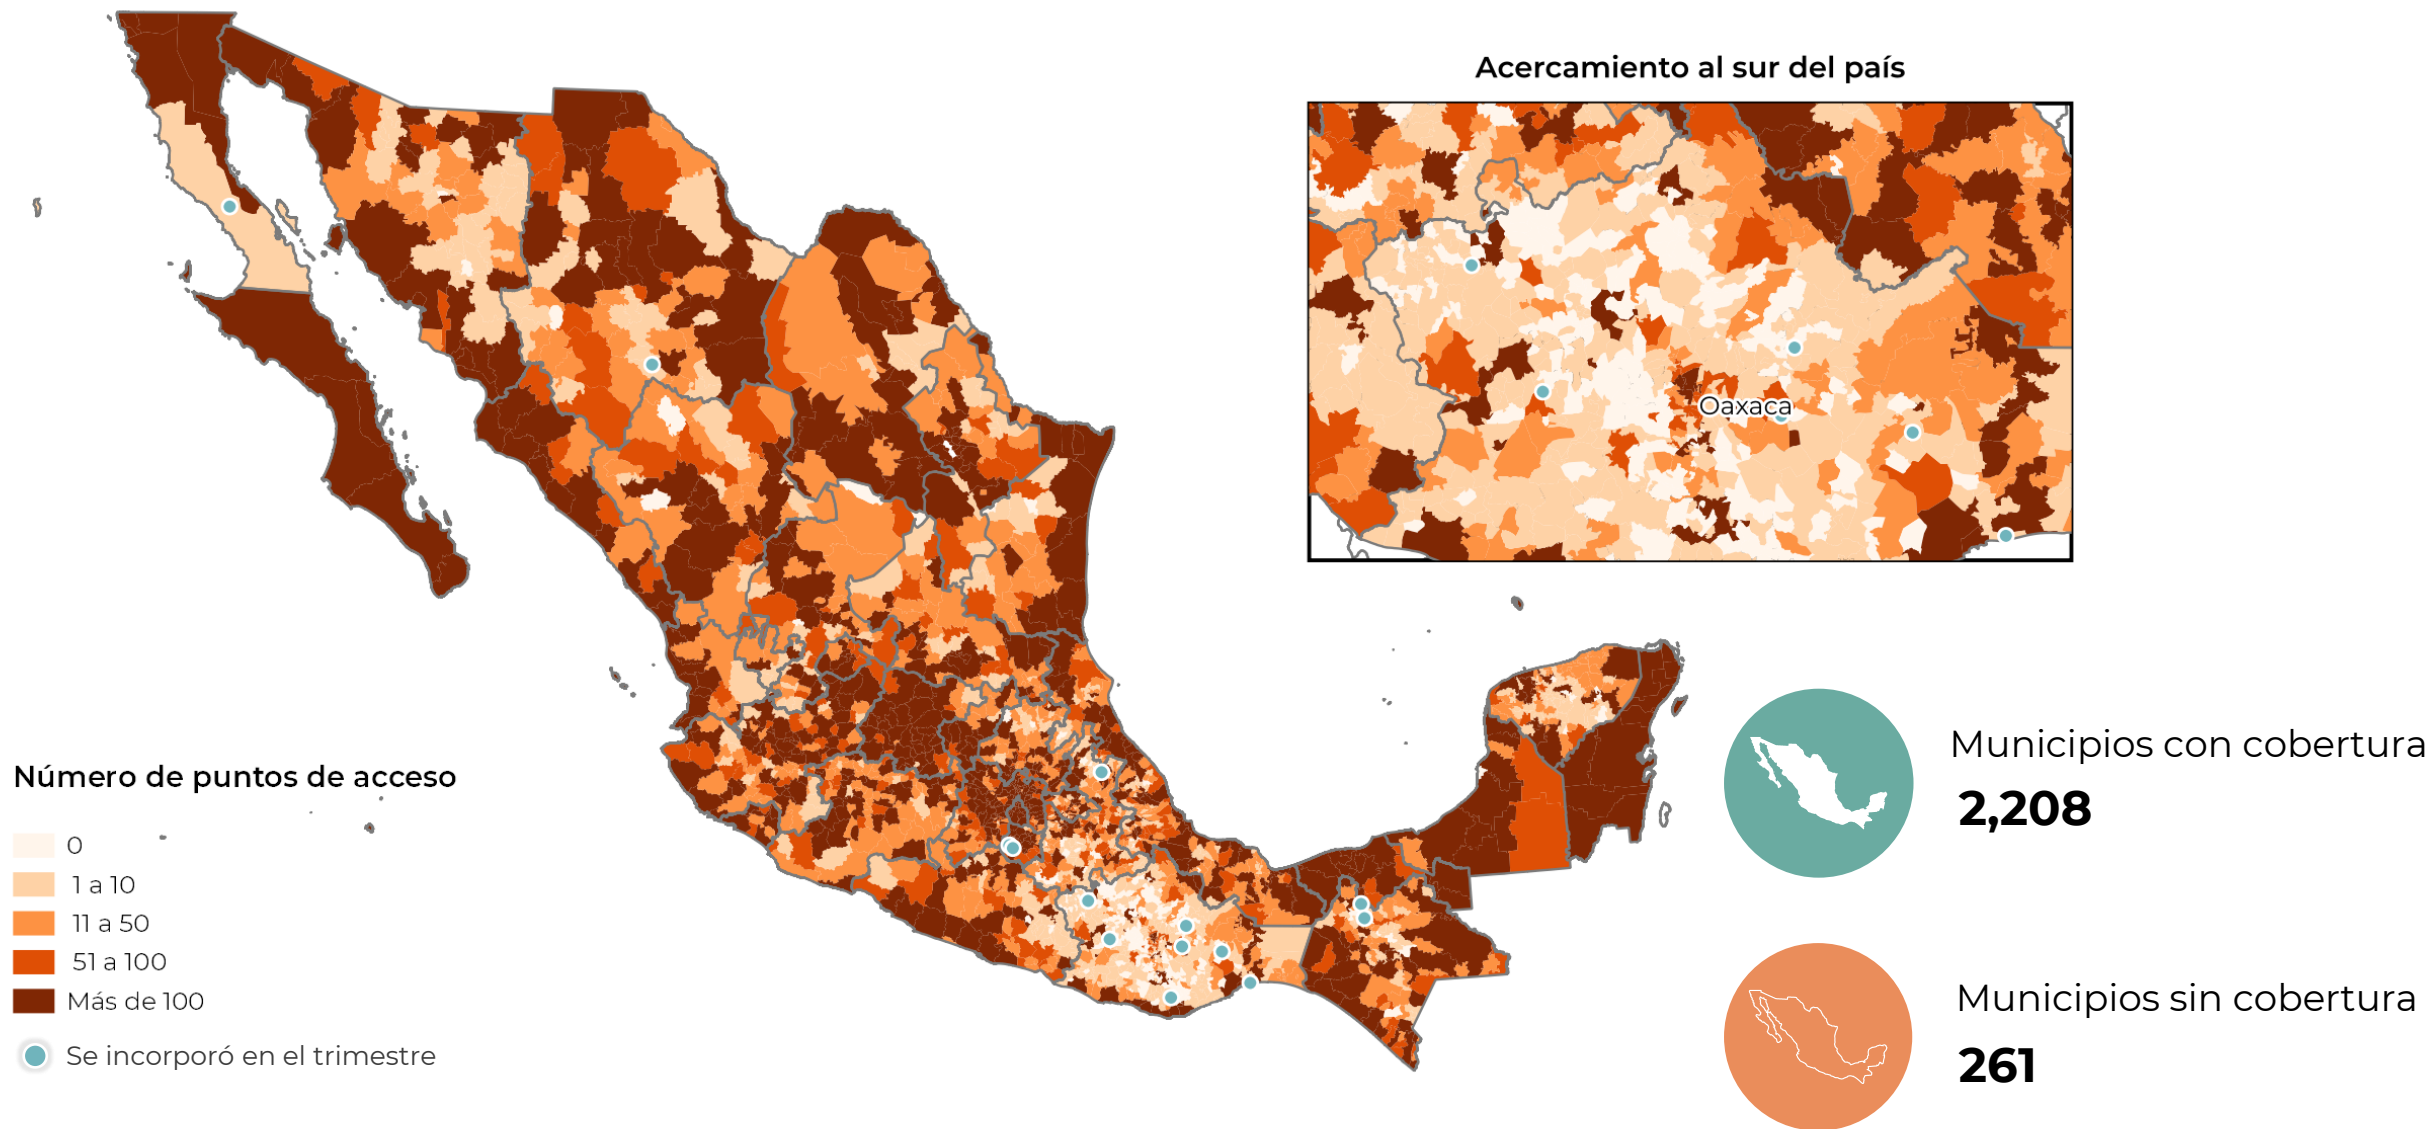 Acercamiento al sur del país
Oaxaca
Número de puntos de acceso
0
1 a 10
11 a 50
51 a 100
Más de 100
Se incorporó en el trimestre
Municipios con cobertura
2,208
Municipios sin cobertura
261